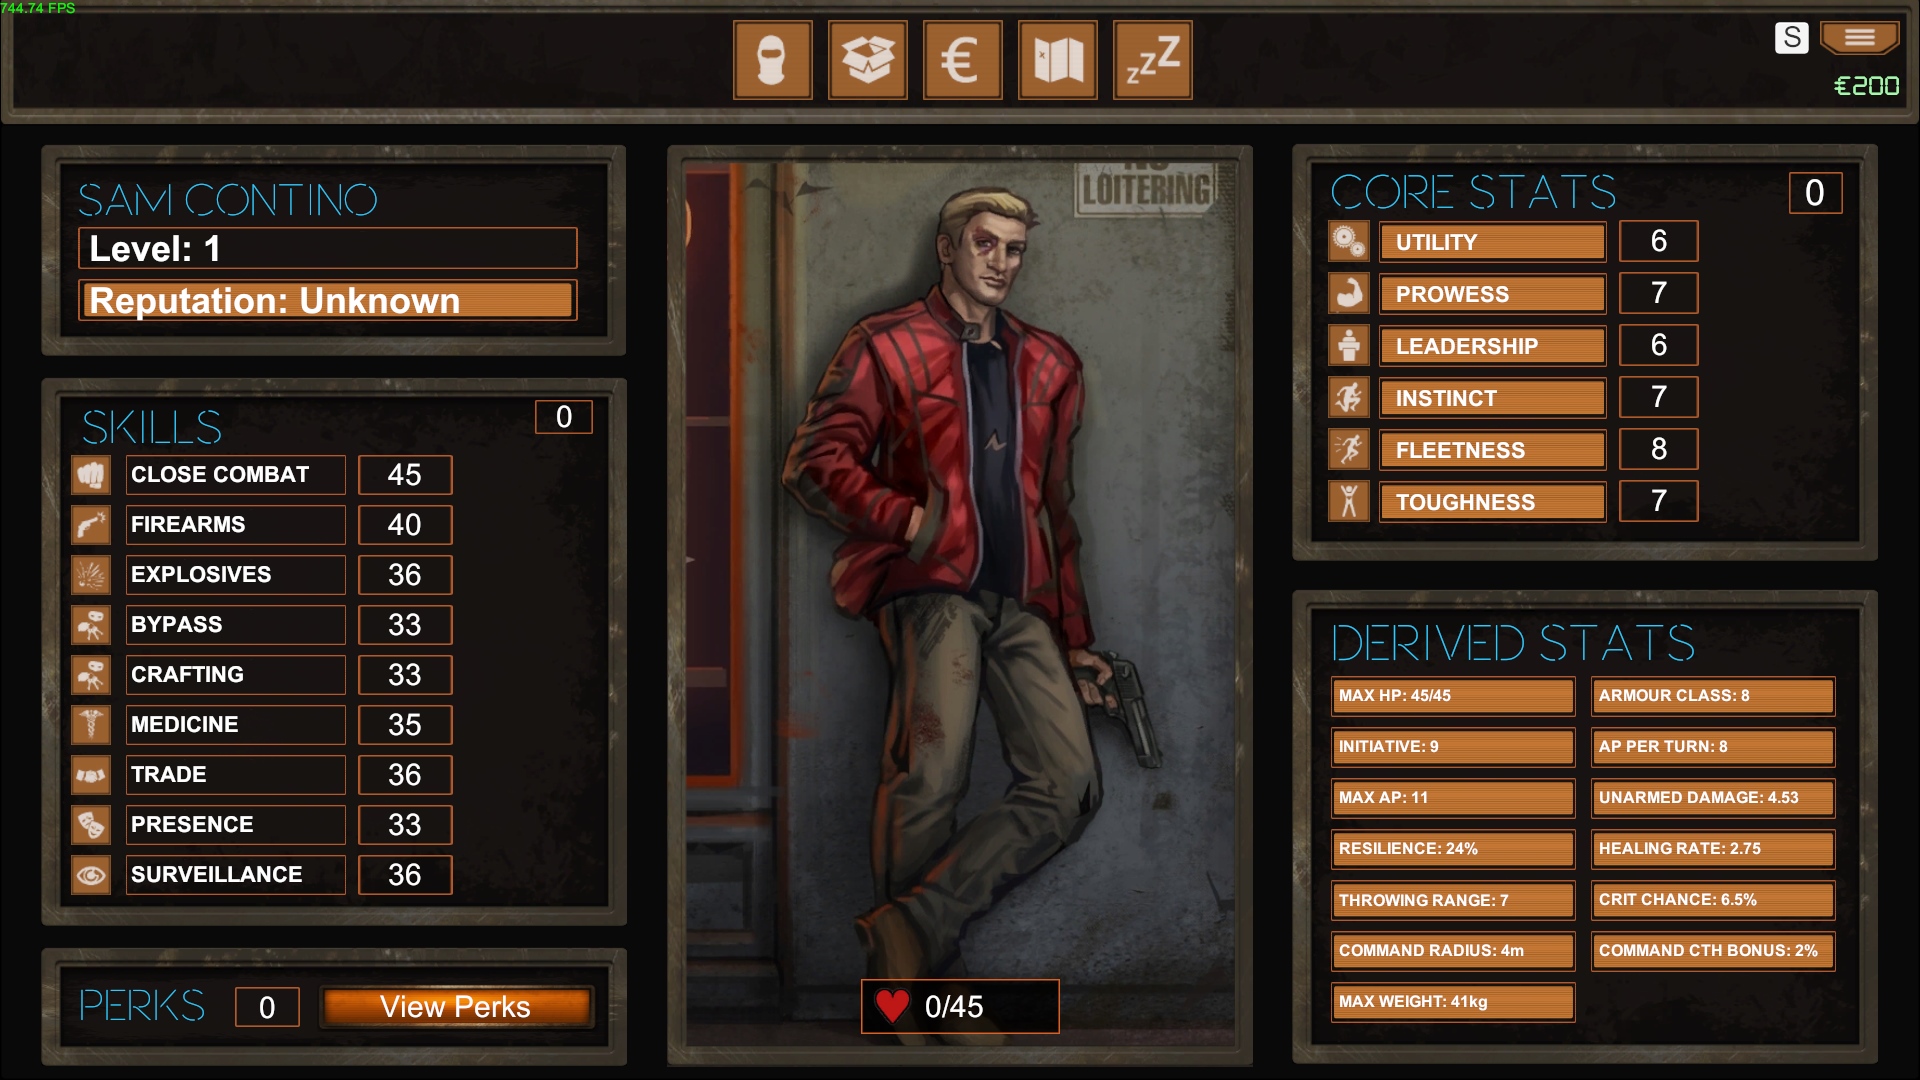 744.74 FPS
€
zzZ
S
€200
SAM CONTINO
Level: 1
Reputation: Unknown
SKILLS
0
CLOSE COMBAT 45
FIREARMS 40
EXPLOSIVES 36
BYPASS 33
CRAFTING 33
MEDICINE 35
TRADE 36
PRESENCE 33
SURVEILLANCE 36
PERKS 0 View Perks
NO
LOITERING
0/45
CORE STATS 0
UTILITY 6
PROWESS 7
LEADERSHIP 6
INSTINCT 7
FLEETNESS 8
TOUGHNESS 7
DERIVED STATS
MAX HP: 45/45 ARMOUR CLASS: 8
INITIATIVE: 9 AP PER TURN: 8
MAX AP: 11 UNARMED DAMAGE: 4.53
RESILIENCE: 24% HEALING RATE: 2.75
THROWING RANGE: 7 CRIT CHANCE: 6.5%
COMMAND RADIUS: 4m COMMAND CTH BONUS: 2%
MAX WEIGHT: 41kg